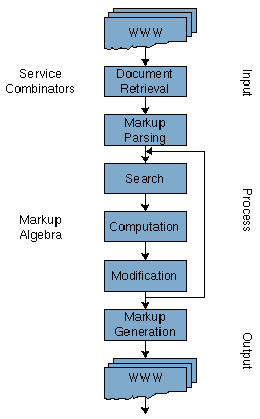 WWW
Service
Combinators
Document
Retrieval
Input
Markup
Parsing
Search
Process
Markup
Algebra
Computation
Modification
Markup
Generation
Output
WWW